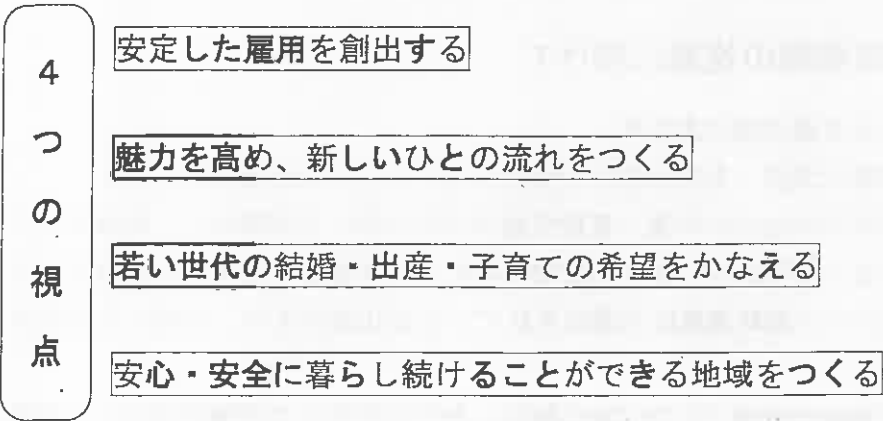 4つの視点
安定した雇用を創出する
魅力を高め、新しいひとの流れをつくる
若い世代の結婚・出産・子育ての希望をかなえる
安心・安全に暮らし続けることができる地域をつくる